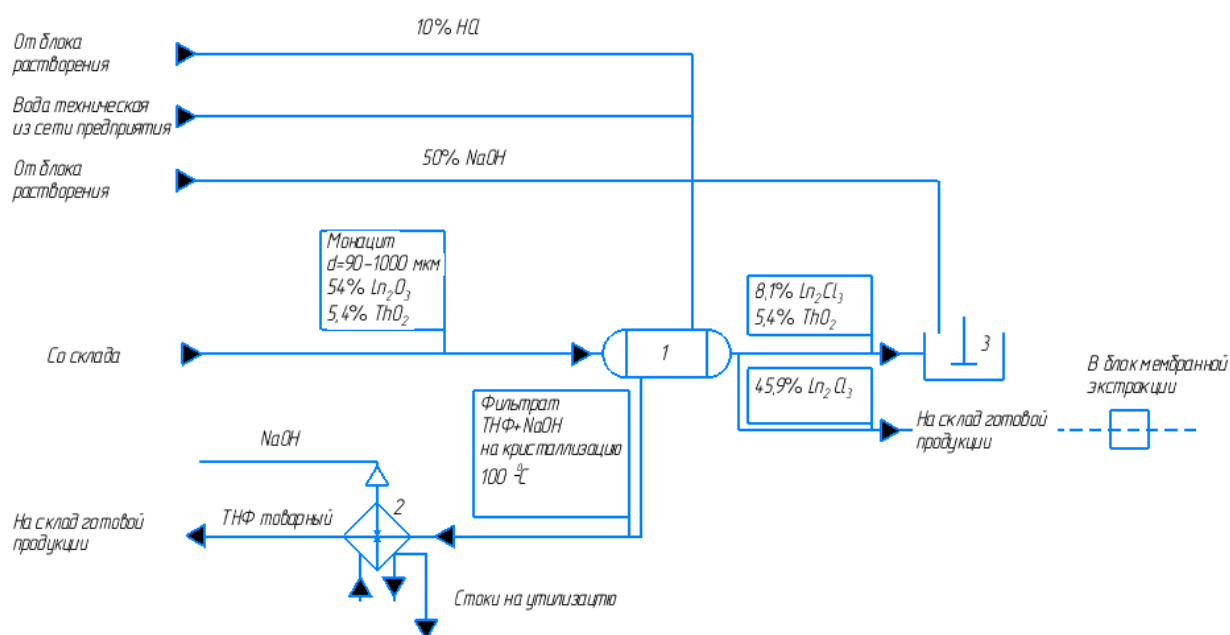 От блока
растворения
10% HCl
Вода техническая
из сети предприятия
От блока
растворения
50% NaOH
Монацит
d=90-1000 мкм
54% Ln₂O₃
5,4% ThO₂
8,1% Ln₂Cl₃
5,4% ThO₂
Со склада
1
3
В блок мембранной
экстракции
45,9% Ln₂Cl₃
На склад готовой
продукции
Фильтрат
ТНФ+NaOH
на кристаллизацию
100 °C
NaOH
2
На склад готовой
продукции
ТНФ товарный
Стоки на утилизаутю